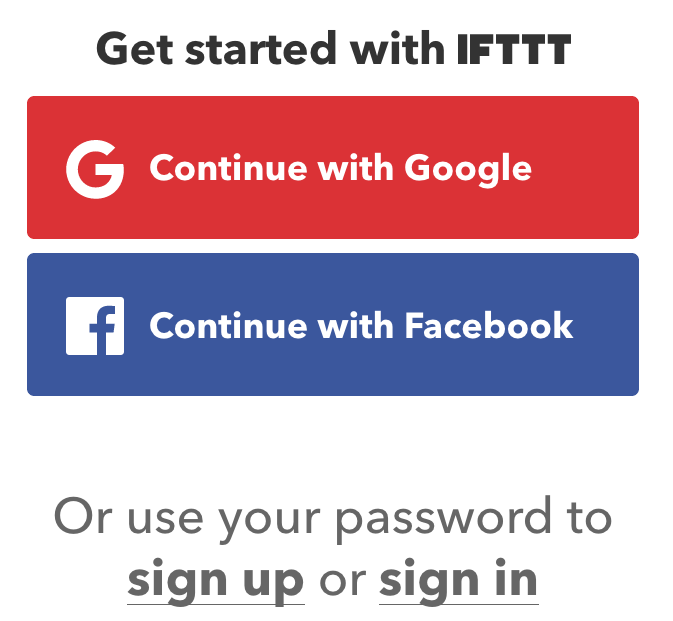 Get started with IFTTT
Continue with Google
Continue with Facebook
Or use your password to
sign up or sign in